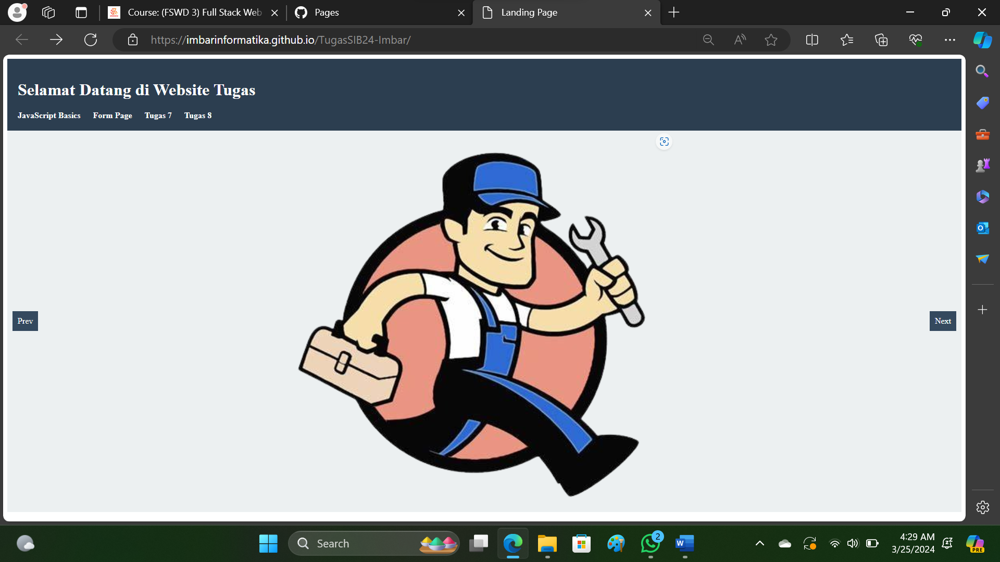 Course: (FSWD 3) Full Stack Web
Pages
Landing Page
https://imbarinformatika.github.io/TugasSIB24-Imbar/
Selamat Datang di Website Tugas
JavaScript Basics Form Page Tugas 7 Tugas 8
Prev
Next
Search
2
4:29 AM
3/25/2024
PRE